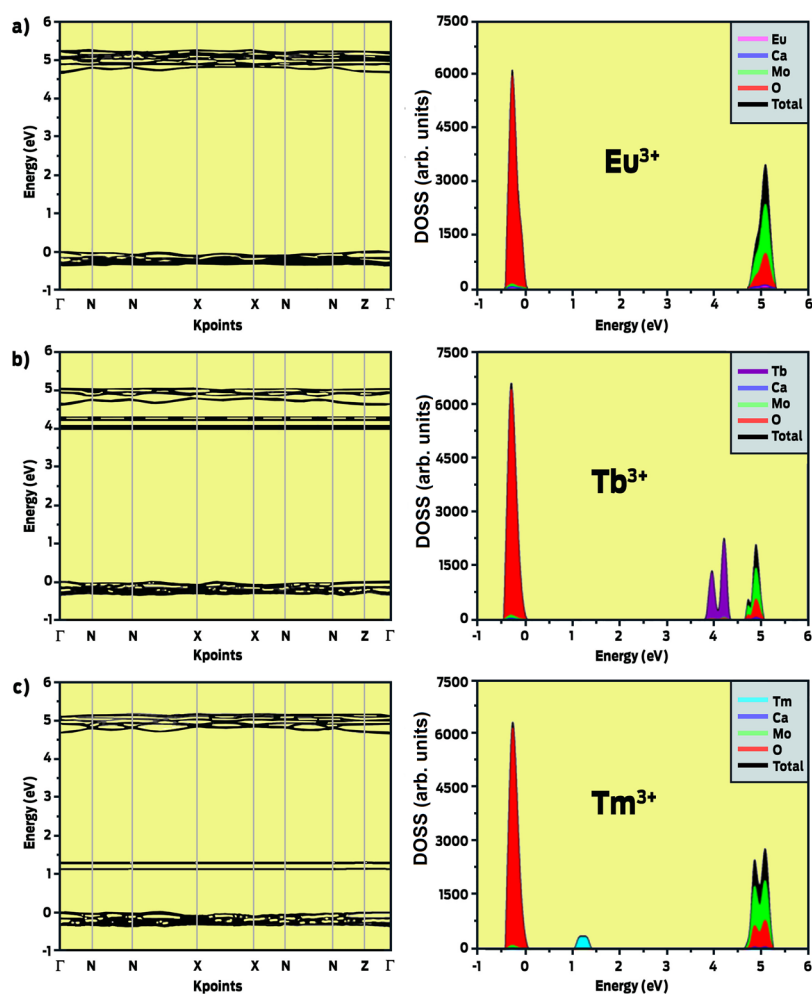 a)
Energy (eV)
6
5
4
3
2
1
0
-1
Γ N N X X N N Z Γ
Kpoints
DOSS (arb. units)
7500
6000
4500
3000
1500
0
Eu
Ca
Mo
O
Total
Eu3+
-1 0 1 2 3 4 5 6
Energy (eV)
b)
Energy (eV)
6
5
4
3
2
1
0
-1
Γ N N X X N N Z Γ
Kpoints
DOSS (arb. units)
7500
6000
4500
3000
1500
0
Tb
Ca
Mo
O
Total
Tb3+
-1 0 1 2 3 4 5 6
Energy (eV)
c)
Energy (eV)
6
5
4
3
2
1
0
-1
Γ N N X X N N Z Γ
Kpoints
DOSS (arb. units)
7500
6000
4500
3000
1500
0
Tm
Ca
Mo
O
Total
Tm3+
-1 0 1 2 3 4 5 6
Energy (eV)